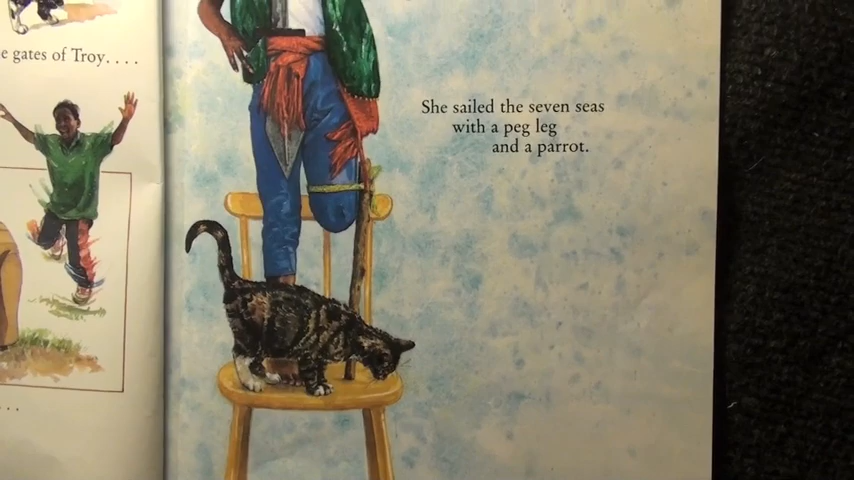 e gates of Troy. . . .
She sailed the seven seas
with a peg leg
and a parrot.
. . .